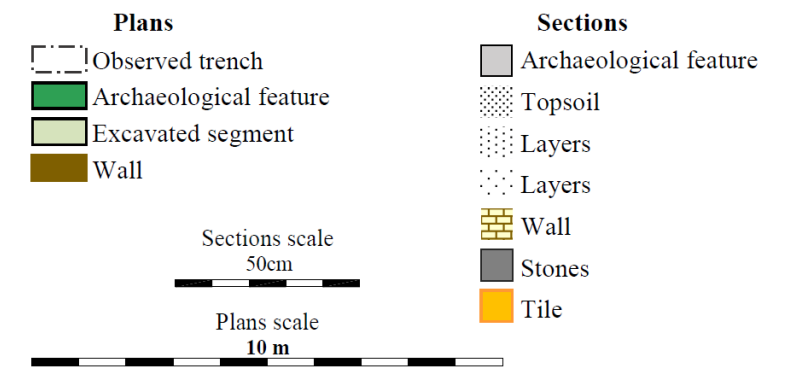 Plans
Observed trench
Archaeological feature
Excavated segment
Wall
Sections
Archaeological feature
Topsoil
Layers
Layers
Wall
Stones
Tile
Sections scale
50cm
Plans scale
10 m